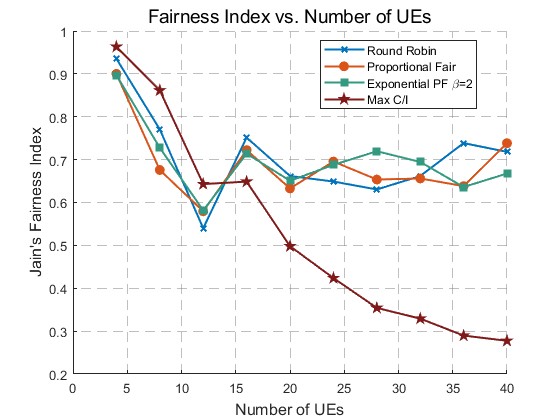 Fairness Index vs. Number of UEs
Round Robin
Proportional Fair
Exponential PF β=2
Max C/I
Jain's Fairness Index
1
0.9
0.8
0.7
0.6
0.5
0.4
0.3
0.2
0 5 10 15 20 25 30 35 40
Number of UEs